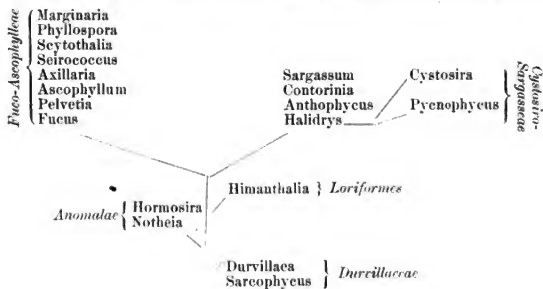 Fuco-Ascophylleae
Marginaria
Phyllospora
Scytothalia
Seirococcus
Axillaria
Ascophyllum
Pelvetia
Fucus
Sargassum
Contorinia
Anthophycus
Halidrys
Cystosira
Pycnophycus
Cystosiro-
Sargasseae
Himanthalia } Loriformes
Anomalae { Hormosira
Notheia
Durvillaea
Sarcophycus } Durvillaeae